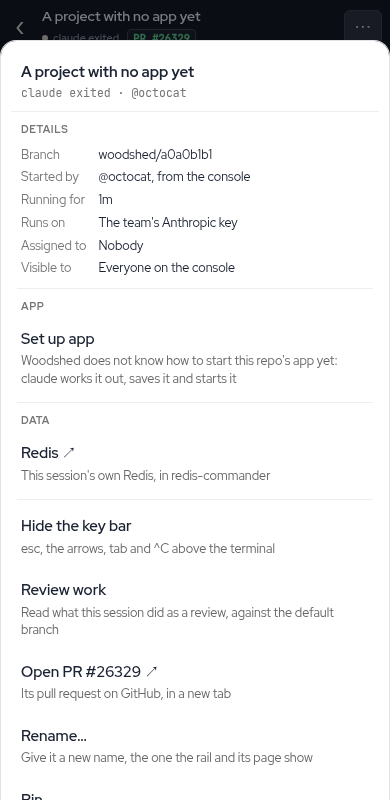 A project with no app yet
claude exited PR #26329
A project with no app yet
claude exited · @octocat
DETAILS
Branch woodshed/a0a0b1b1
Started by @octocat, from the console
Running for 1m
Runs on The team's Anthropic key
Assigned to Nobody
Visible to Everyone on the console
APP
Set up app
Woodshed does not know how to start this repo's app yet:
claude works it out, saves it and starts it
DATA
Redis ↗
This session's own Redis, in redis-commander
Hide the key bar
esc, the arrows, tab and ^C above the terminal
Review work
Read what this session did as a review, against the default
branch
Open PR #26329 ↗
Its pull request on GitHub, in a new tab
Rename...
Give it a new name, the one the rail and its page show
Pin